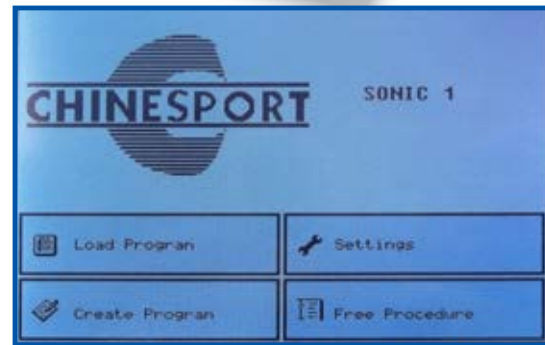 CHINESPORT
SONIC 1
Load Progran
Settings
Create Progran
Free Procedure